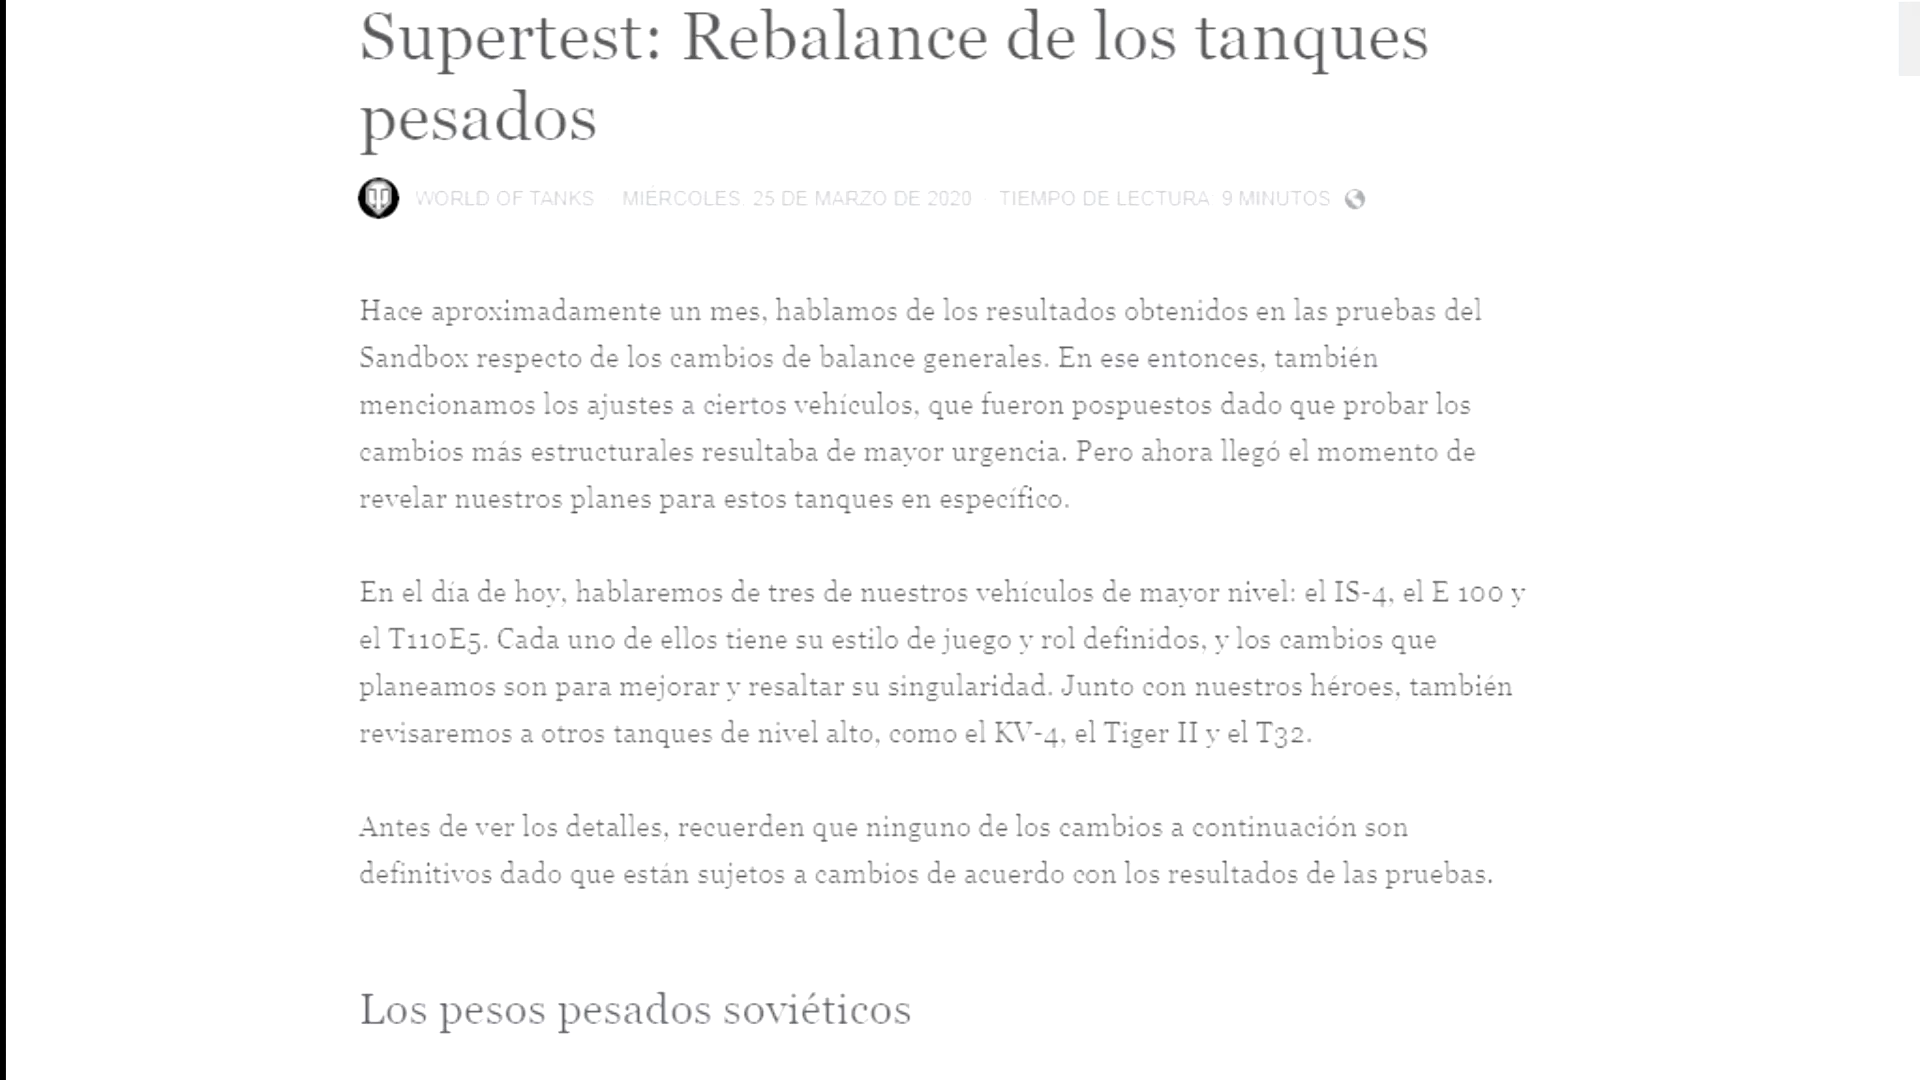 Supertest: Rebalance de los tanques
pesados
WORLD OF TANKS MIÉRCOLES, 25 DE MARZO DE 2020 · TIEMPO DE LECTURA 9 MINUTOS
Hace aproximadamente un mes, hablamos de los resultados obtenidos en las pruebas del
Sandbox respecto de los cambios de balance generales. En ese entonces, también
mencionamos los ajustes a ciertos vehículos, que fueron pospuestos dado que probar los
cambios más estructurales resultaba de mayor urgencia. Pero ahora llegó el momento de
revelar nuestros planes para estos tanques en específico.
En el día de hoy, hablaremos de tres de nuestros vehículos de mayor nivel: el IS-4, el E 100 y
el T110E5. Cada uno de ellos tiene su estilo de juego y rol definidos, y los cambios que
planeamos son para mejorar y resaltar su singularidad. Junto con nuestros héroes, también
revisaremos a otros tanques de nivel alto, como el KV-4, el Tiger II y el T32.
Antes de ver los detalles, recuerden que ninguno de los cambios a continuación son
definitivos dado que están sujetos a cambios de acuerdo con los resultados de las pruebas.
Los pesos pesados soviéticos